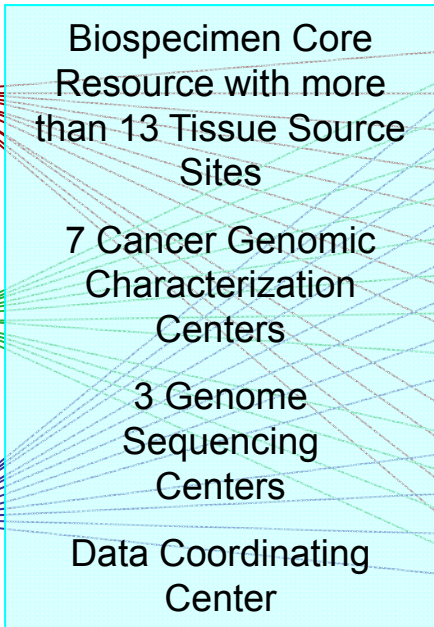 Biospecimen Core
Resource with more
than 13 Tissue Source
Sites
7 Cancer Genomic
Characterization
Centers
3 Genome
Sequencing
Centers
Data Coordinating
Center